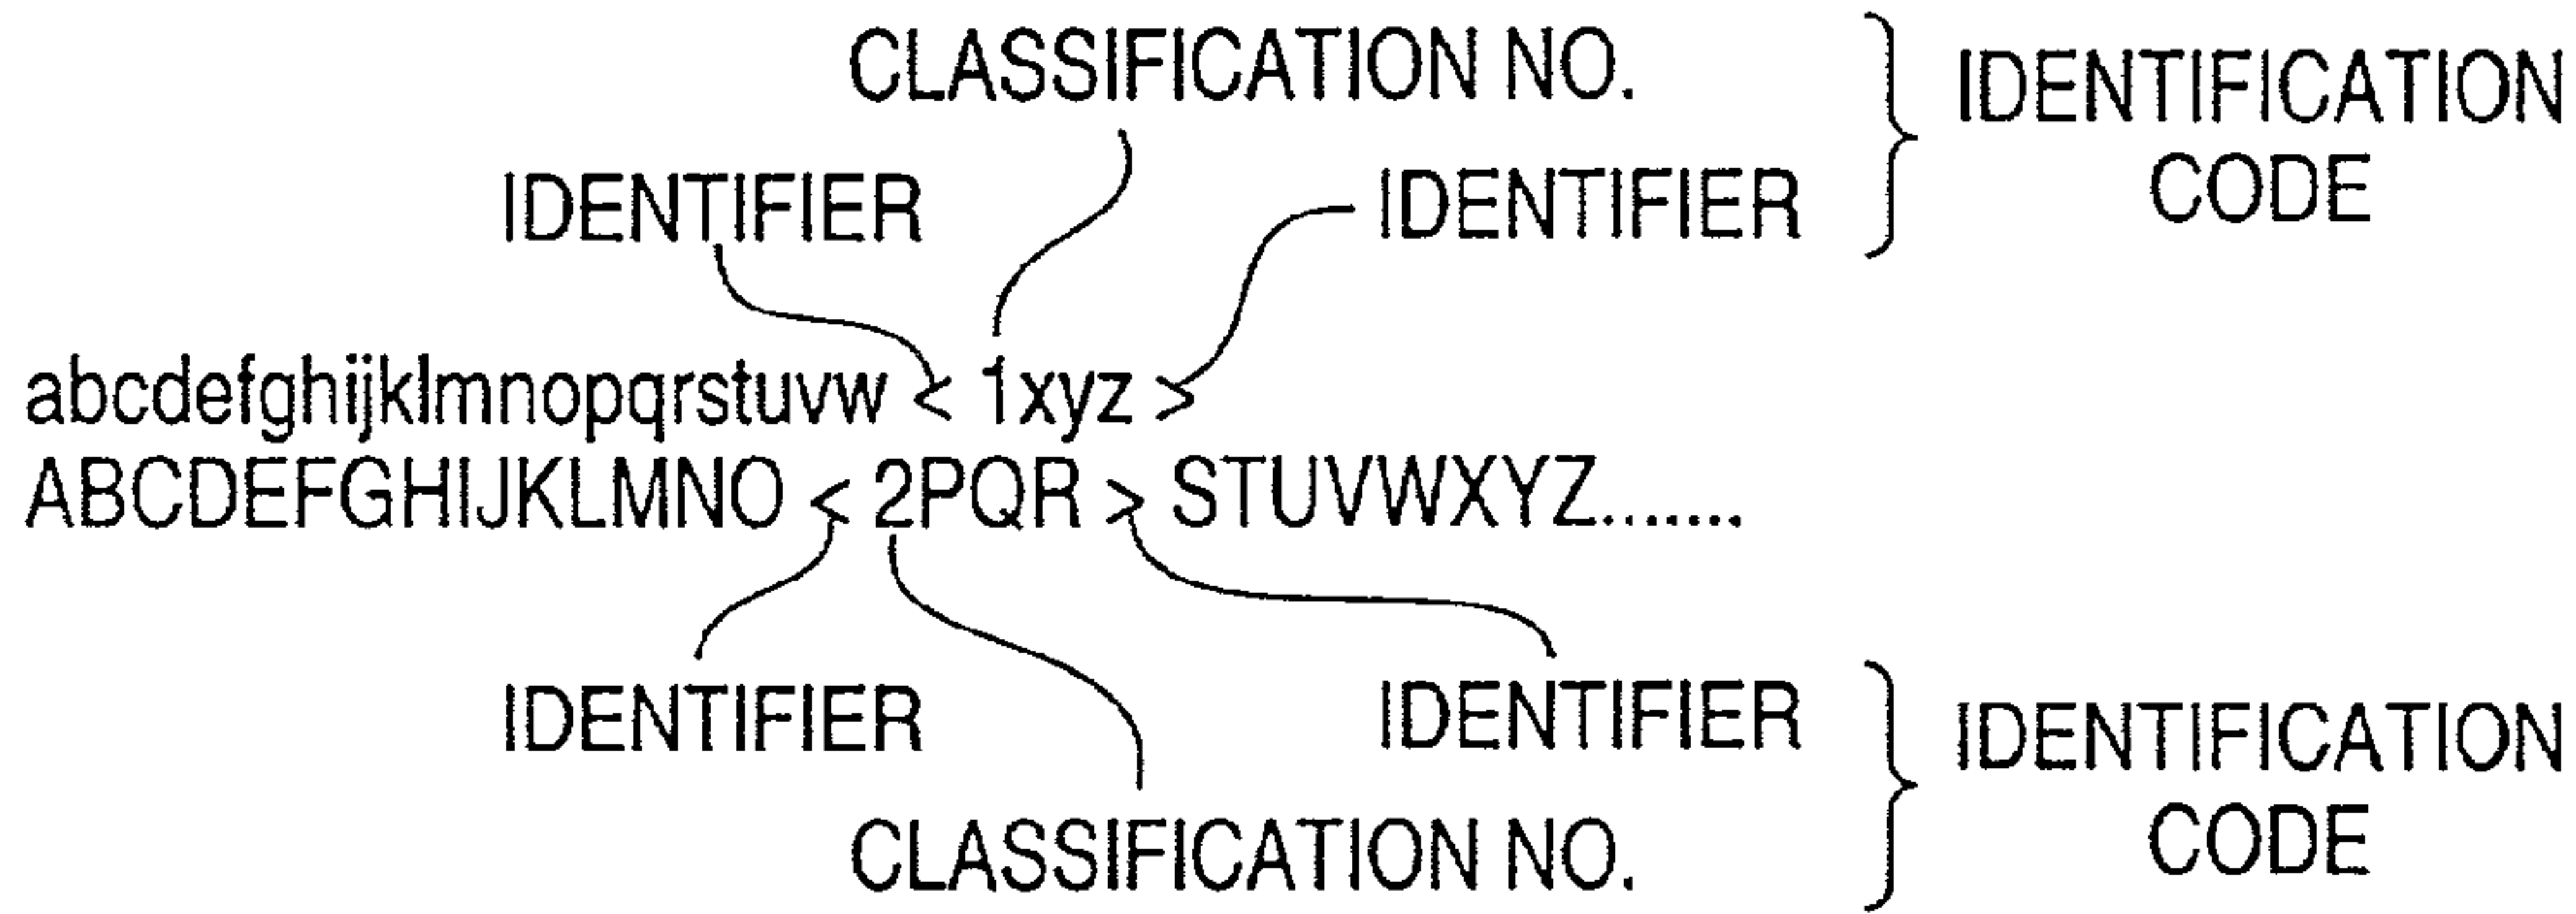 CLASSIFICATION NO.
IDENTIFICATION
CODE
IDENTIFIER
IDENTIFIER
abcdefghijklmnopqrstuvw < 1xyz >
ABCDEFGHIJKLMNO < 2PQR > STUVWXYZ.......
IDENTIFIER
IDENTIFIER
IDENTIFICATION
CODE
CLASSIFICATION NO.